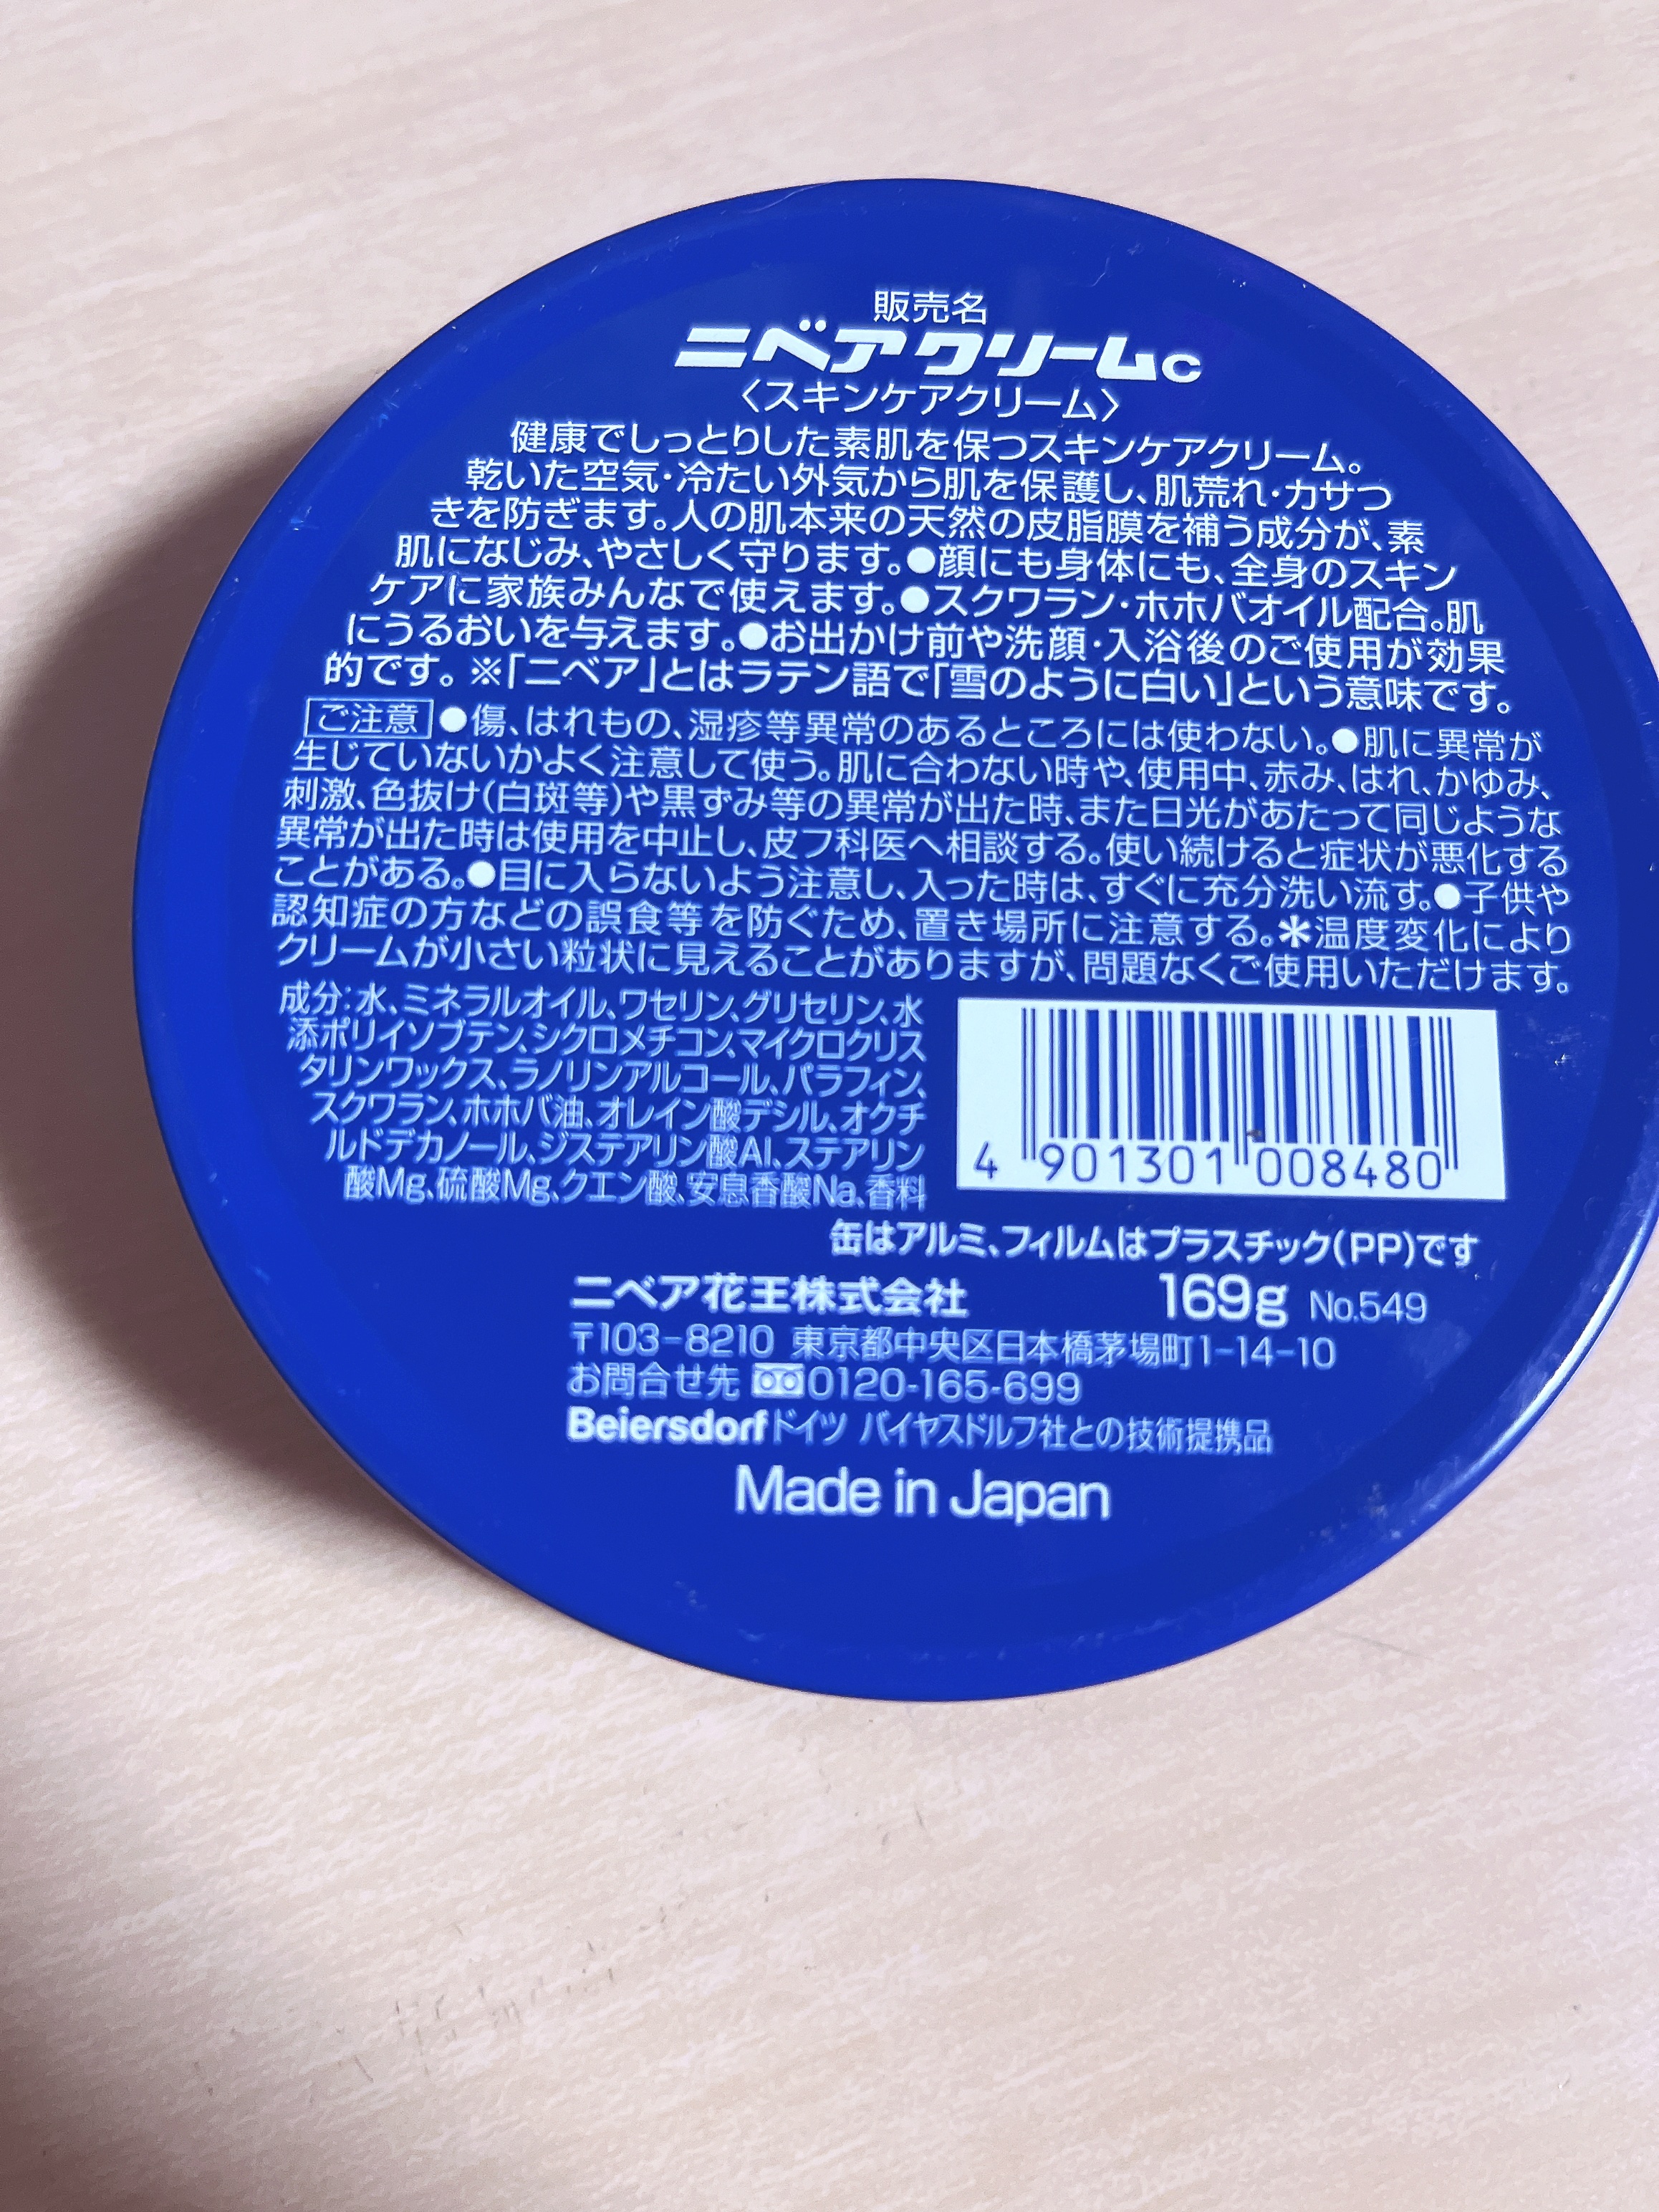 販売名
ニベアクリームc
〈スキンケアクリーム〉
健康でしっとりした素肌を保つスキンケアクリーム。
乾いた空気・冷たい外気から肌を保護し、肌荒れ・カサつ
きを防ぎます。人の肌本来の天然の皮脂膜を補う成分が、素
肌になじみ、やさしく守ります。●顔にも身体にも、全身のスキン
ケアに家族みんなで使えます。●スクワラン・ホホバオイル配合。肌
にうるおいを与えます。●お出かけ前や洗顔・入浴後のご使用が効果
的です。※「ニベア」とはラテン語で「雪のように白い」という意味です。
ご注意 ●傷、はれもの、湿疹等異常のあるところには使わない。●肌に異常が
生じていないかよく注意して使う。肌に合わない時や、使用中、赤み、はれ、かゆみ、
刺激、色抜け(白斑等)や黒ずみ等の異常が出た時、また日光があたって同じような
異常が出た時は使用を中止し、皮フ科医へ相談する。使い続けると症状が悪化する
ことがある。●目に入らないよう注意し、入った時は、すぐに充分洗い流す。●子供や
認知症の方などの誤食等を防ぐため、置き場所に注意する。＊温度変化により
クリームが小さい粒状に見えることがありますが、問題なくご使用いただけます。
成分：水、ミネラルオイル、ワセリン、グリセリン、水
添ポリイソブテン、シクロメチコン、マイクロクリス
タリンワックス、ラノリンアルコール、パラフィン、
スクワラン、ホホバ油、オレイン酸デシル、オクチ
ルドデカノール、ジステアリン酸Al、ステアリン
酸Mg、硫酸Mg、クエン酸、安息香酸Na、香料
4 901301 008480
缶はアルミ、フィルムはプラスチック(PP)です
ニベア花王株式会社 169g No.549
〒103-8210 東京都中央区日本橋茅場町1-14-10
お問合せ先 0120-165-699
Beiersdorfドイツ バイヤスドルフ社との技術提携品
Made in Japan